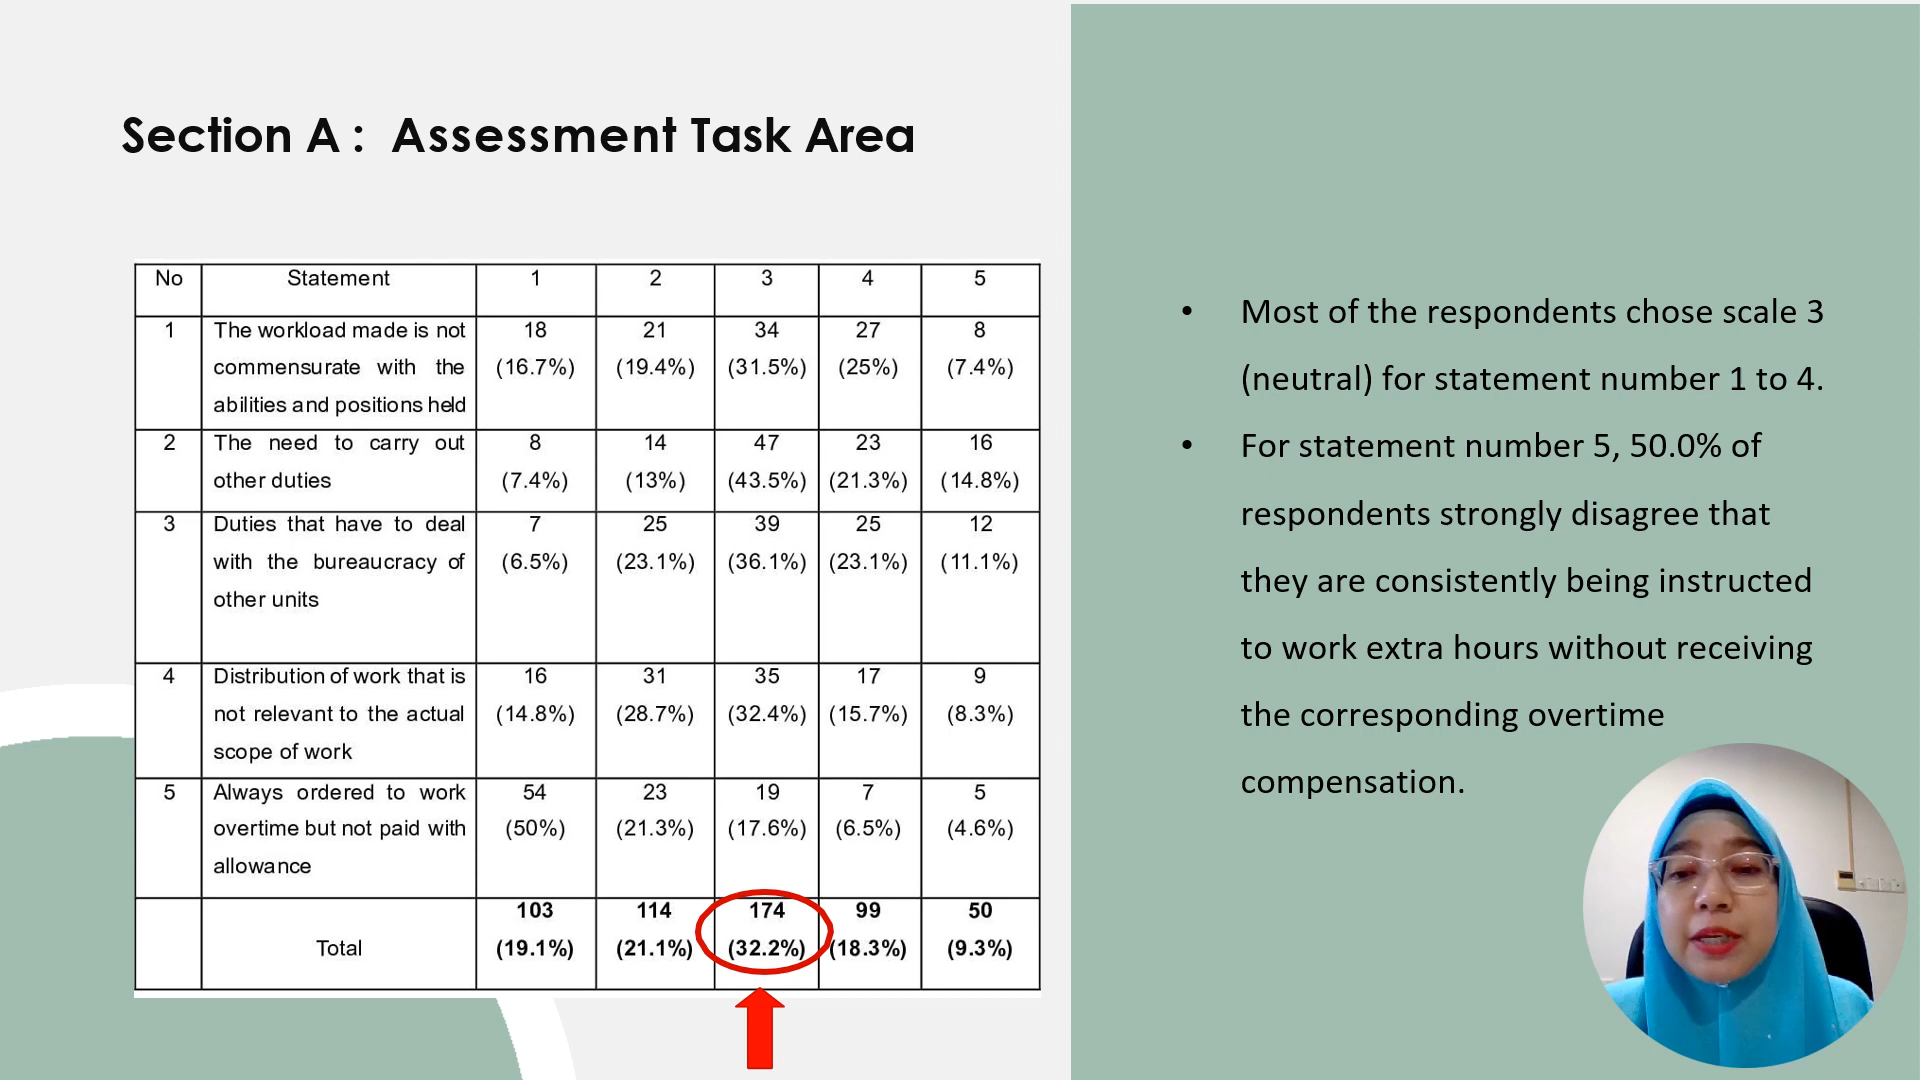 Section A :  Assessment Task Area
No Statement 1 2 3 4 5
1 The workload made is not 18 21 34 27 8
commensurate with the (16.7%) (19.4%) (31.5%) (25%) (7.4%)
abilities and positions held
2 The need to carry out 8 14 47 23 16
other duties (7.4%) (13%) (43.5%) (21.3%) (14.8%)
3 Duties that have to deal 7 25 39 25 12
with the bureaucracy of (6.5%) (23.1%) (36.1%) (23.1%) (11.1%)
other units
4 Distribution of work that is 16 31 35 17 9
not relevant to the actual (14.8%) (28.7%) (32.4%) (15.7%) (8.3%)
scope of work
5 Always ordered to work 54 23 19 7 5
overtime but not paid with (50%) (21.3%) (17.6%) (6.5%) (4.6%)
allowance
103 114 174 99 50
Total (19.1%) (21.1%) (32.2%) (18.3%) (9.3%)
• Most of the respondents chose scale 3
(neutral) for statement number 1 to 4.
• For statement number 5, 50.0% of
respondents strongly disagree that
they are consistently being instructed
to work extra hours without receiving
the corresponding overtime
compensation.